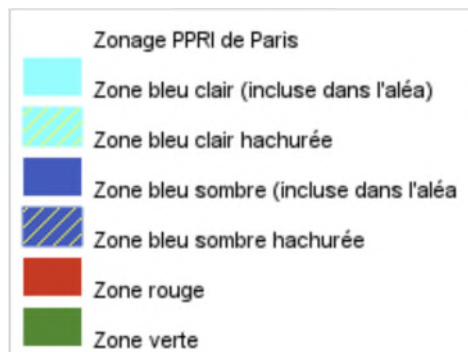 Zonage PPRI de Paris
Zone bleu clair (incluse dans l'aléa)
Zone bleu clair hachurée
Zone bleu sombre (incluse dans l'aléa
Zone bleu sombre hachurée
Zone rouge
Zone verte